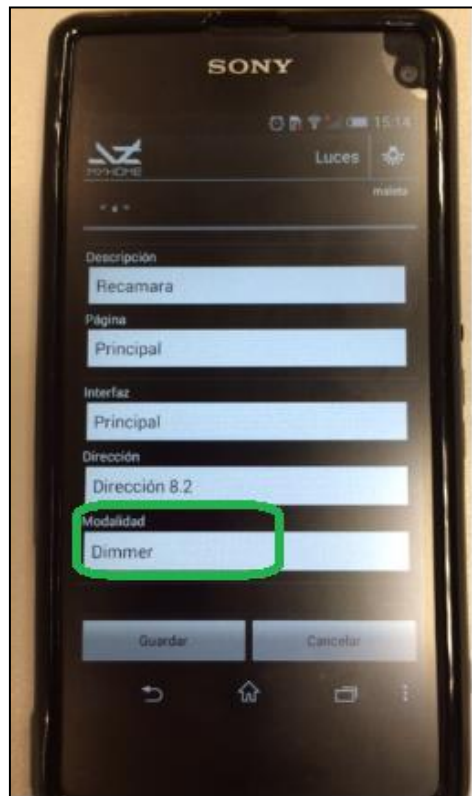 SONY
15:14
MYHOME
Luces
maleta
Descripción
Recamara
Página
Principal
Interfaz
Principal
Dirección
Dirección 8.2
Modalidad
Dimmer
Guardar Cancelar